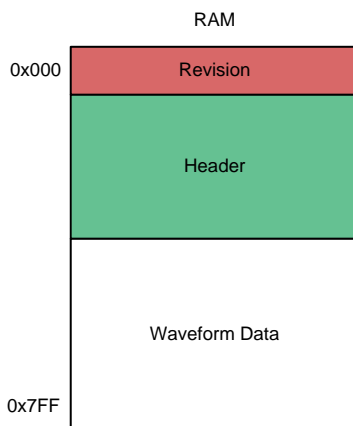 RAM
0x000
Revision
Header
Waveform Data
0x7FF